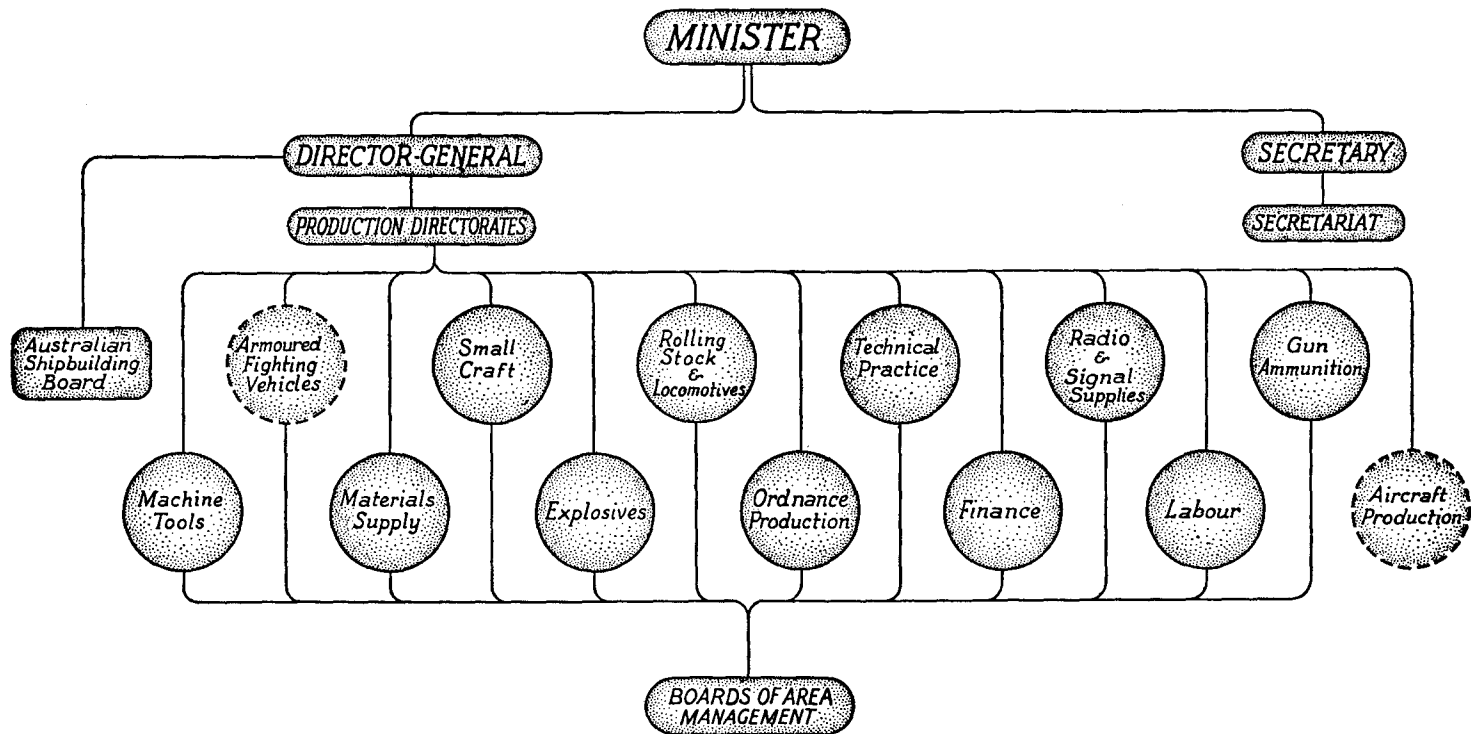 MINISTER
DIRECTOR-GENERAL
SECRETARY
PRODUCTION DIRECTORATES
SECRETARIAT
Australian
Shipbuilding
Board
Armoured
Fighting
Vehicles
Small
Craft
Rolling
Stock
&
Locomotives
Technical
Practice
Radio
&
Signal
Supplies
Gun
Ammunition
Machine
Tools
Materials
Supply
Explosives
Ordnance
Production
Finance
Labour
Aircraft
Production
BOARDS OF AREA
MANAGEMENT